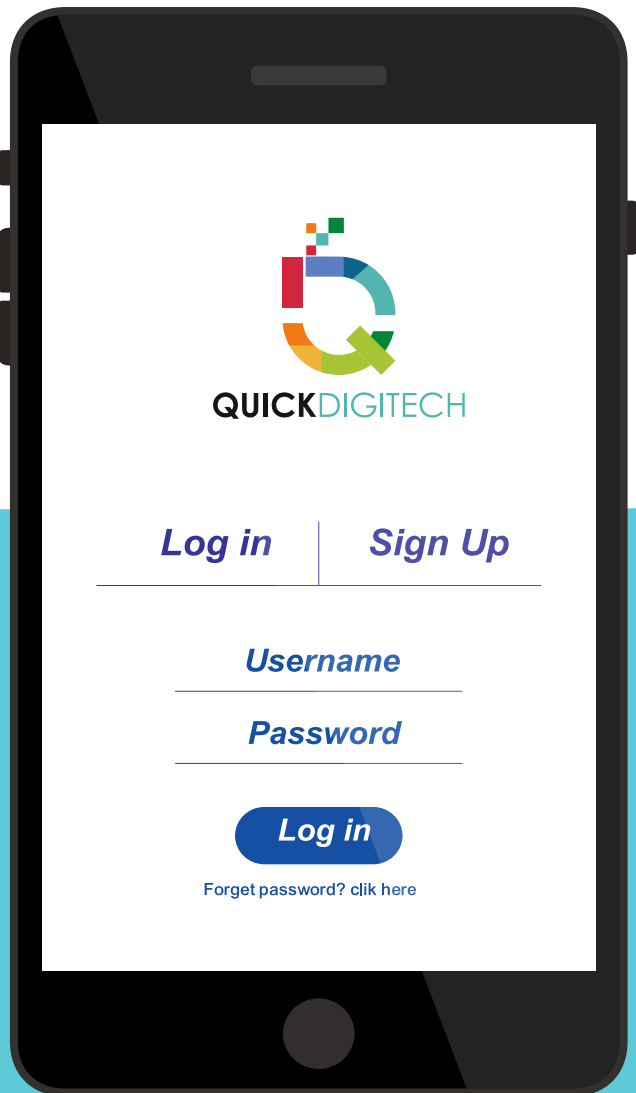 QUICKDIGITECH
Log in Sign Up
Username
Password
Log in
Forget password? clik here